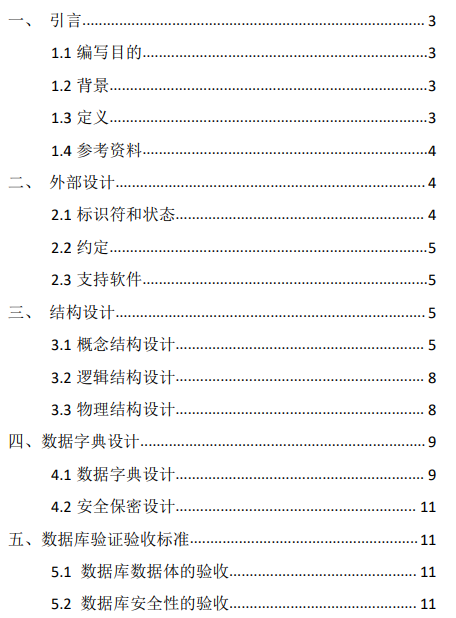 一、 引言........................................................................ 3
1.1 编写目的........................................................................3
1.2 背景........................................................................3
1.3 定义........................................................................3
1.4 参考资料........................................................................4
二、 外部设计........................................................................4
2.1 标识符和状态........................................................................ 4
2.2 约定........................................................................5
2.3 支持软件........................................................................5
三、 结构设计........................................................................5
3.1 概念结构设计........................................................................ 5
3.2 逻辑结构设计........................................................................ 8
3.3 物理结构设计........................................................................ 8
四、数据字典设计........................................................................9
4.1 数据字典设计........................................................................ 9
4.2 安全保密设计........................................................................ 11
五、数据库验证验收标准........................................................................11
5.1 数据库数据体的验收........................................................................ 11
5.2 数据库安全性的验收........................................................................ 11